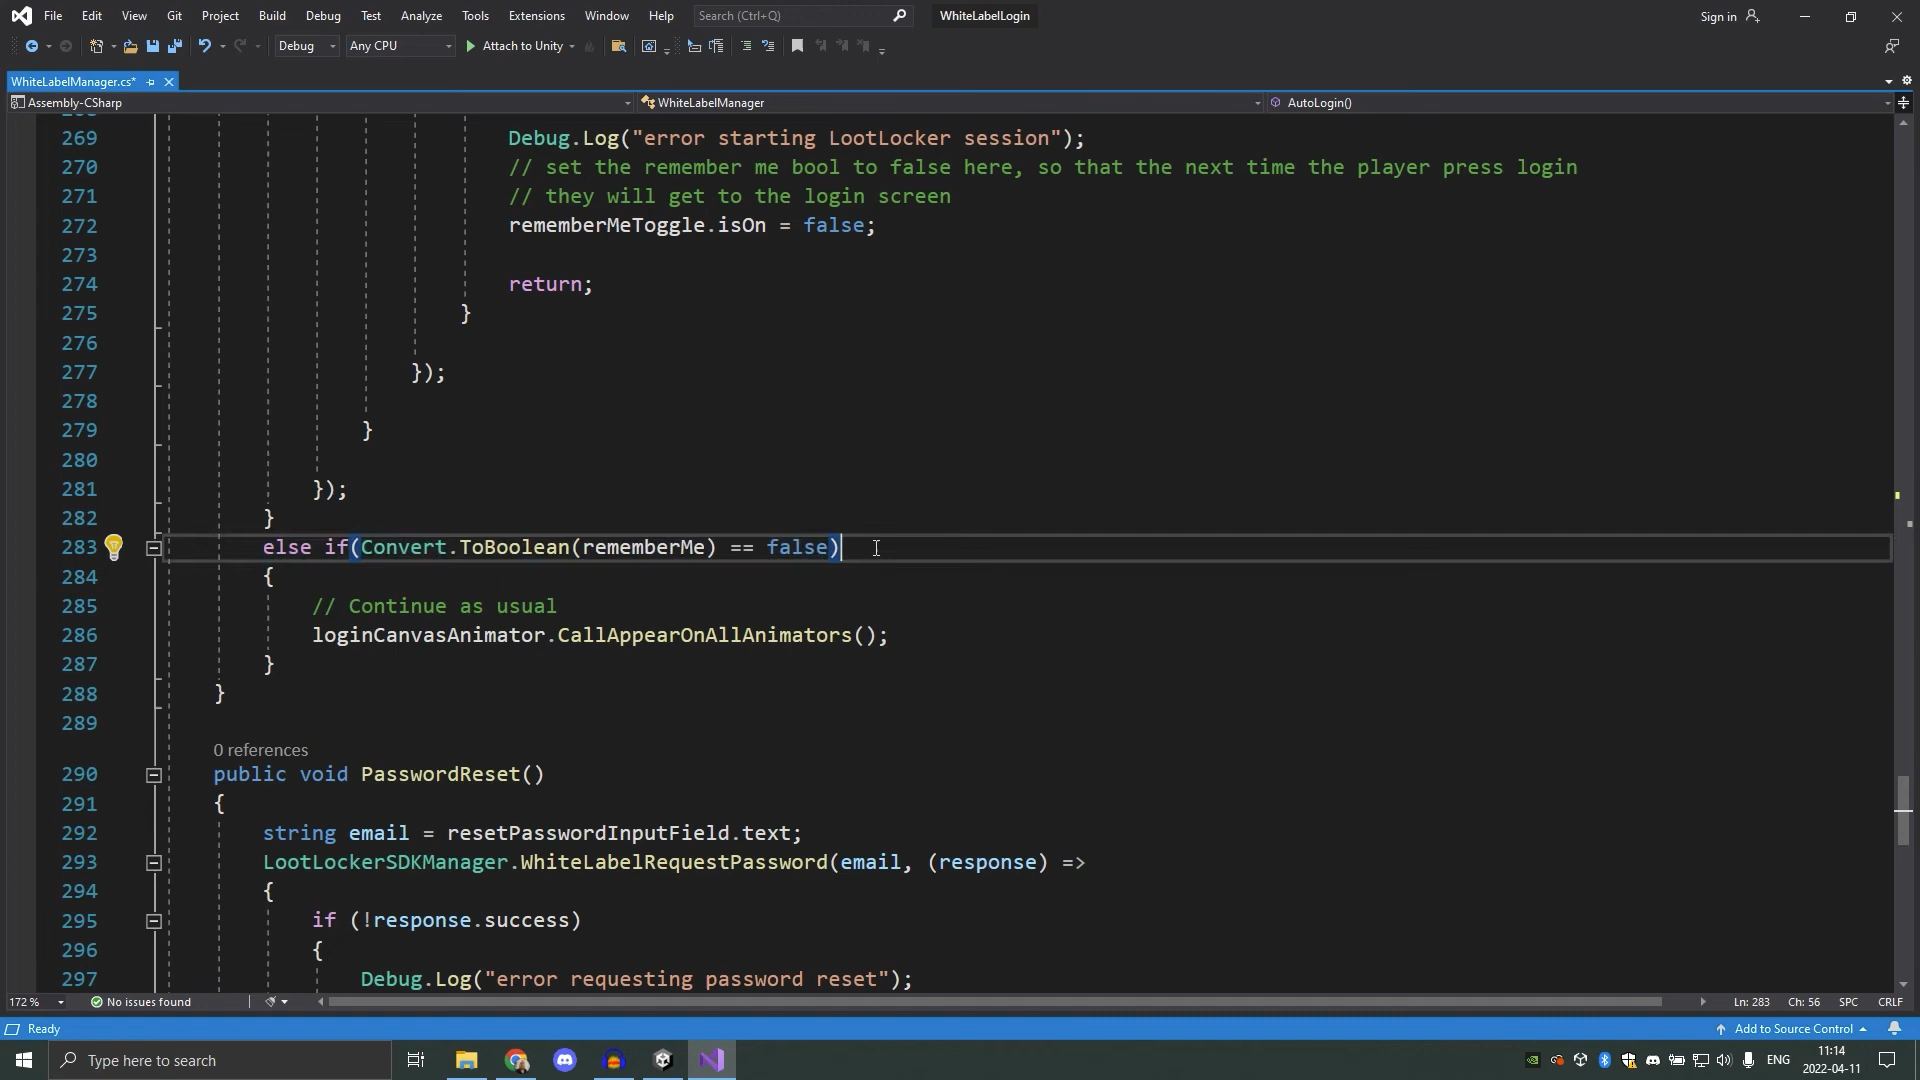 File Edit View Git Project Build Debug Test Analyze Tools Extensions Window Help Search (Ctrl+Q) WhiteLabelLogin Sign in
Debug Any CPU Attach to Unity
WhiteLabelManager.cs*
Assembly-CSharp WhiteLabelManager AutoLogin()
269 Debug.Log("error starting LootLocker session");
270 // set the remember me bool to false here, so that the next time the player press login
271 // they will get to the login screen
272 rememberMeToggle.isOn = false;
273
274 return;
275 }
276
277 });
278
279 }
280
281 });
282 }
283 else if(Convert.ToBoolean(rememberMe) == false)
284 {
285 // Continue as usual
286 loginCanvasAnimator.CallAppearOnAllAnimators();
287 }
288 }
289
0 references
290 public void PasswordReset()
291 {
292 string email = resetPasswordInputField.text;
293 LootLockerSDKManager.WhiteLabelRequestPassword(email, (response) =>
294 {
295 if (!response.success)
296 {
297 Debug.Log("error requesting password reset");
172 % No issues found Ln: 283 Ch: 56 SPC CRLF
Ready Add to Source Control
Type here to search ENG 11:14
2022-04-11